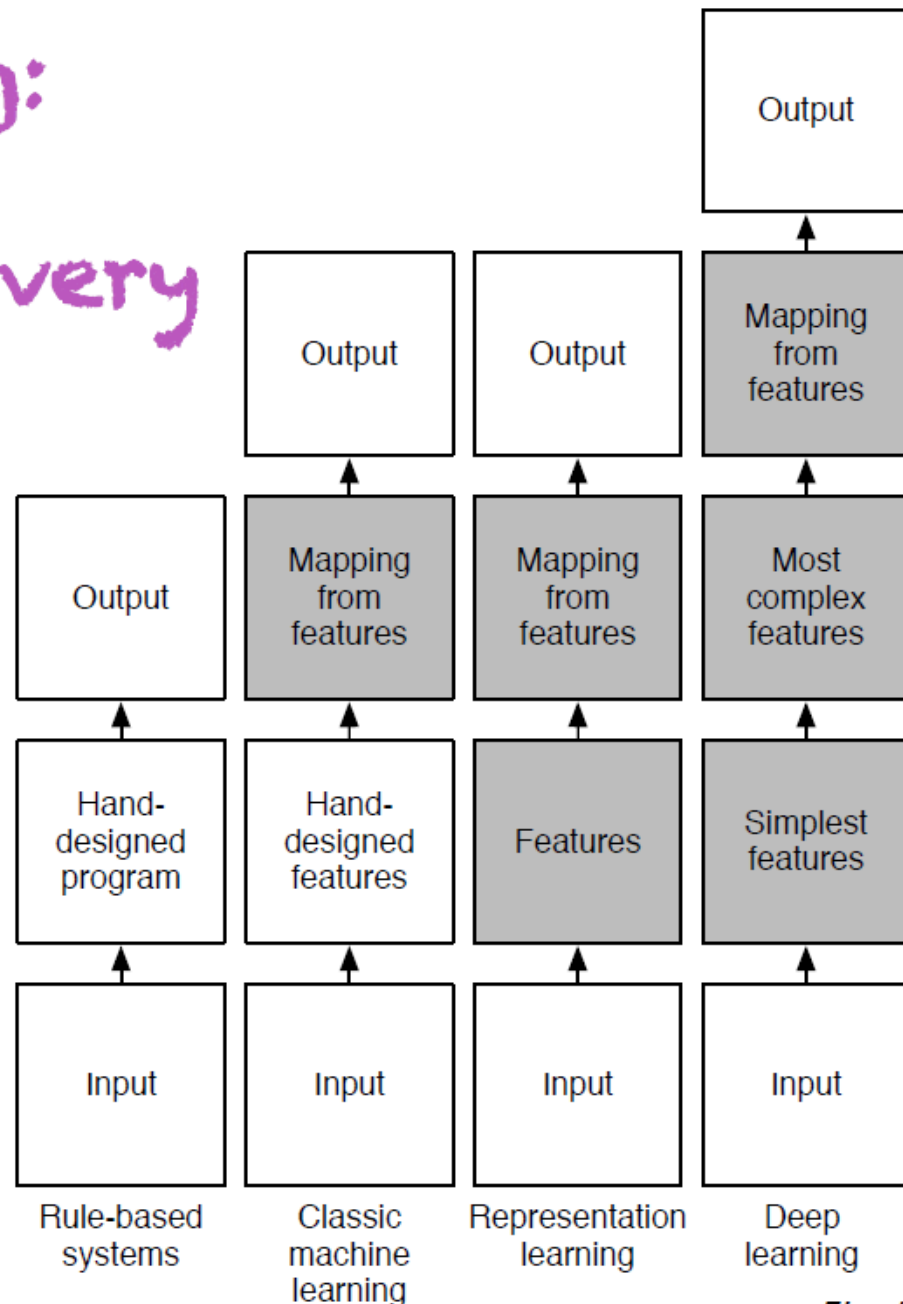 g:
very
Output
Output
Output
Mapping
from
features
Output
Mapping
from
features
Mapping
from
features
Most
complex
features
Hand-
designed
program
Hand-
designed
features
Features
Simplest
features
Input
Input
Input
Input
Rule-based
systems
Classic
machine
learning
Representation
learning
Deep
learning